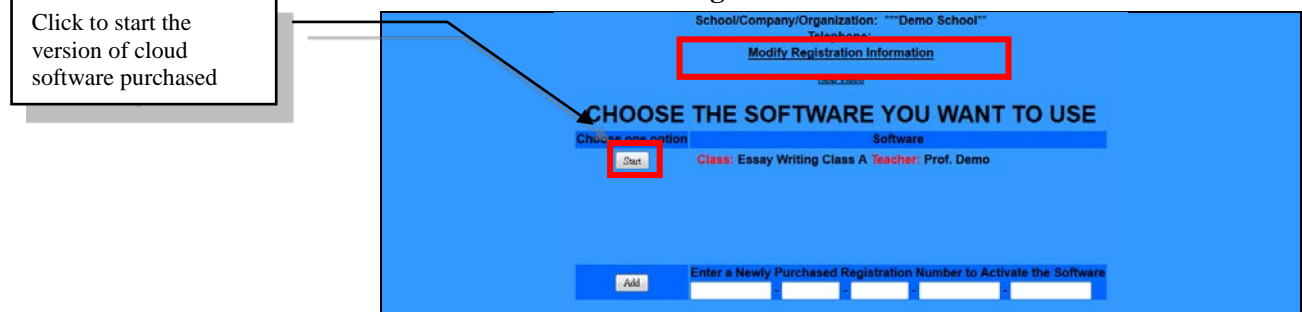 Click to start the
version of cloud
software purchased
School/Company/Organization: ***Demo School**
Telephone:
Modify Registration Information
CHOOSE THE SOFTWARE YOU WANT TO USE
Choose one option Software
Start Class: Essay Writing Class A Teacher: Prof. Demo
Enter a Newly Purchased Registration Number to Activate the Software
Add - - - -